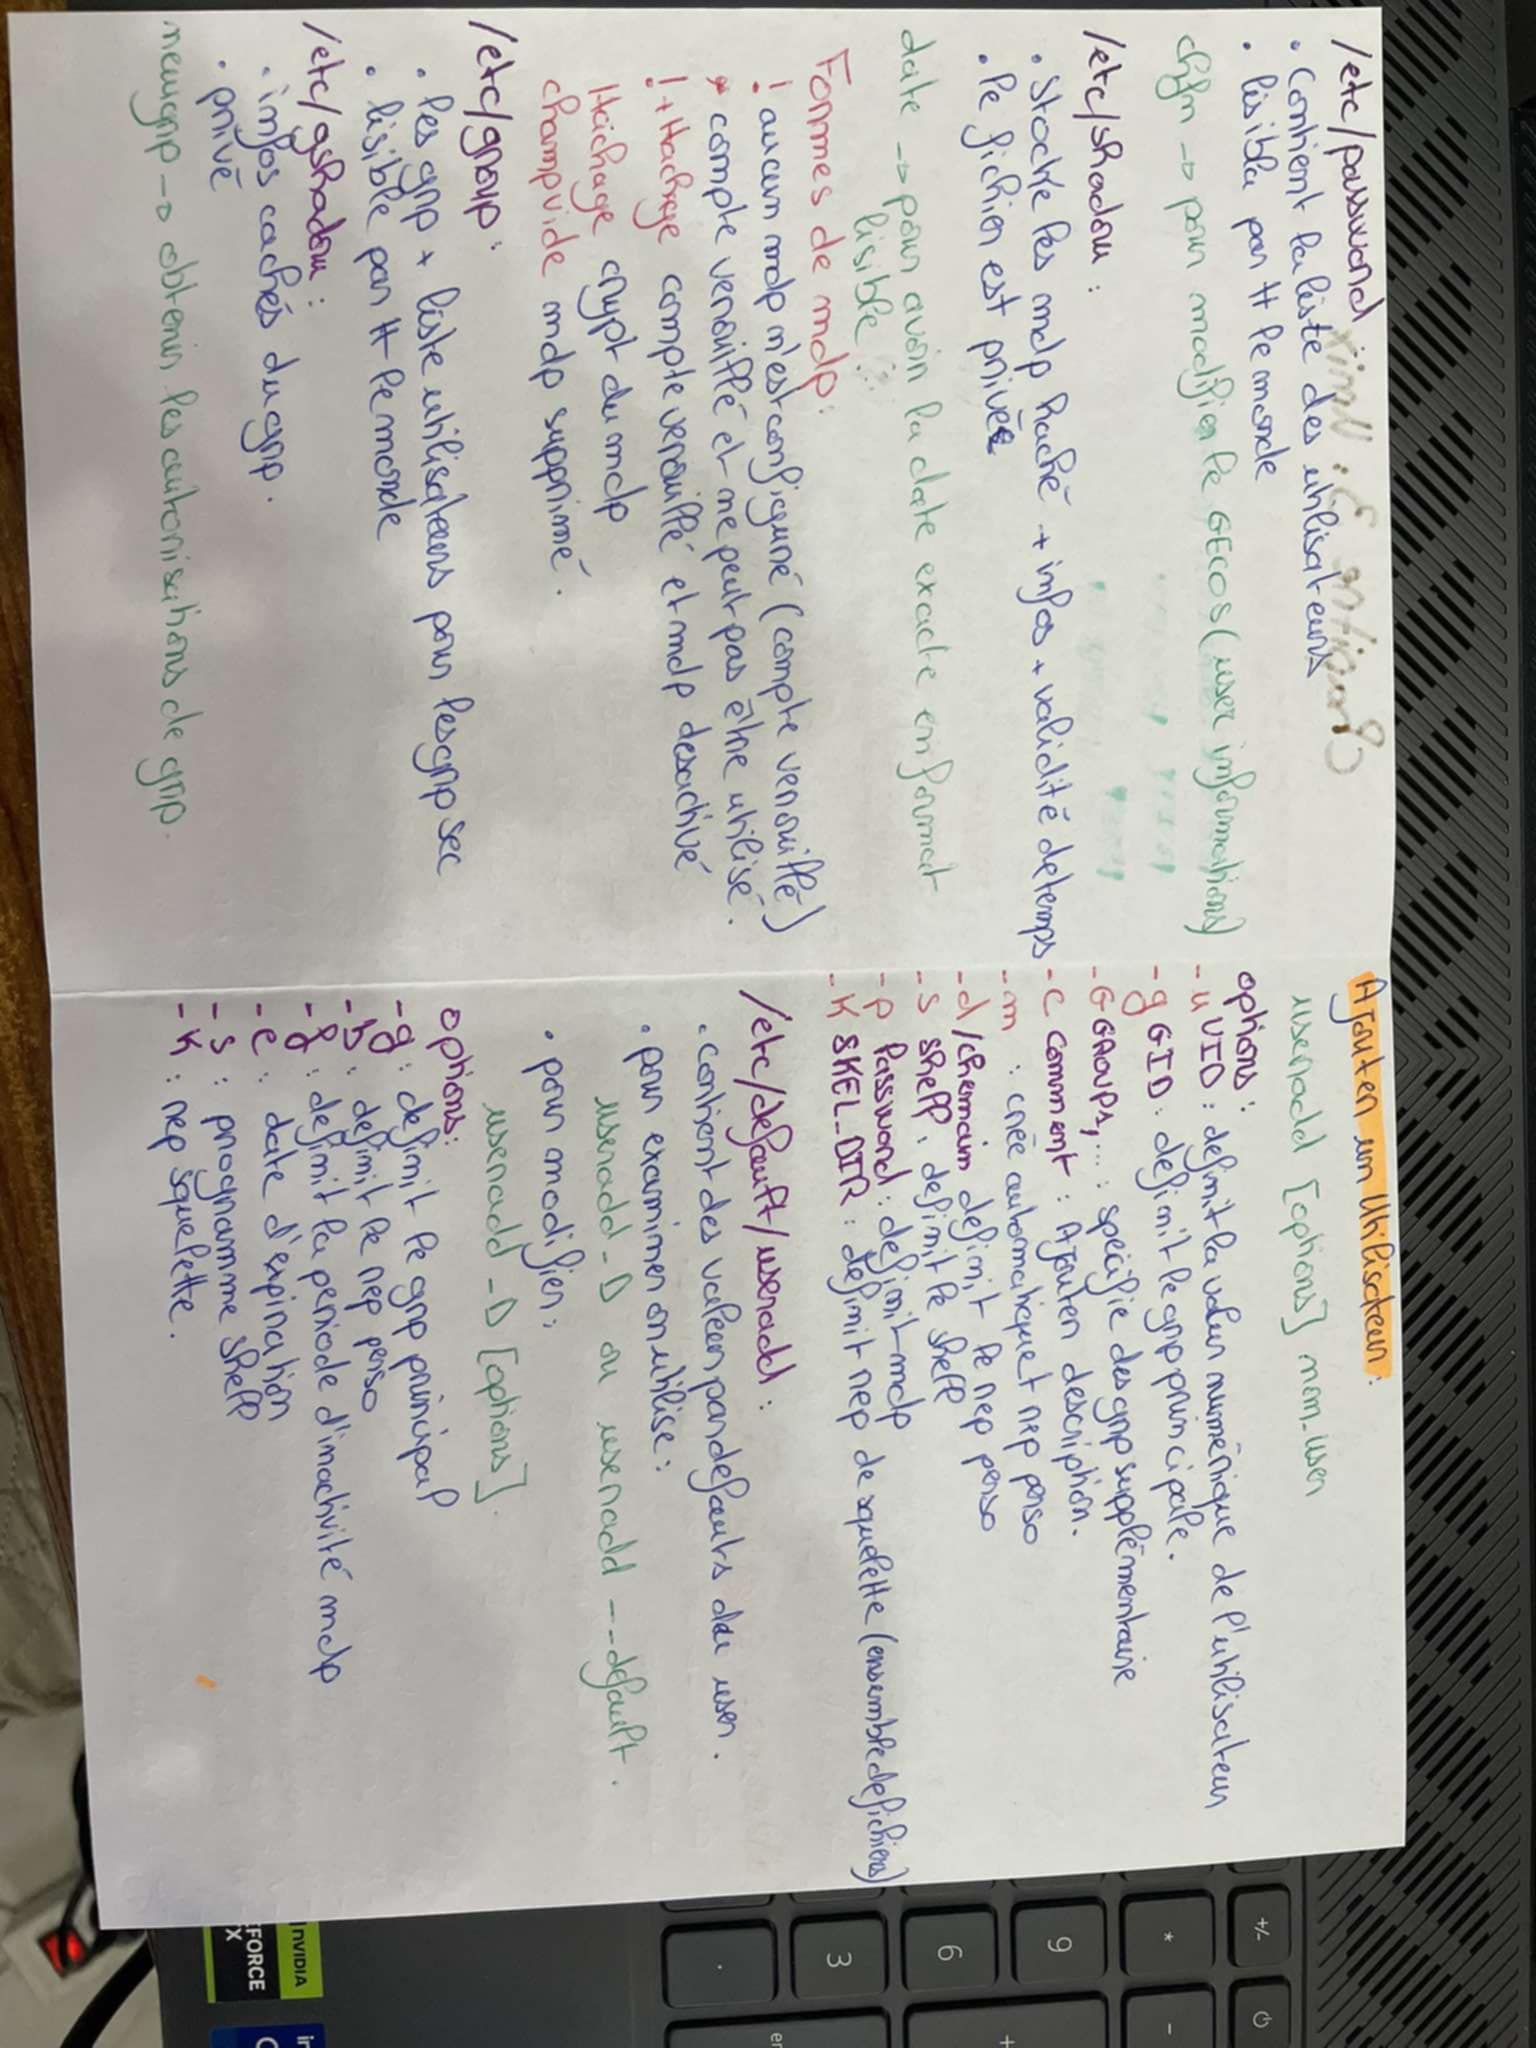 /etc/password :
• Contient la liste des utilisateurs
• lisible par tt le monde
chfn -> pour modifier le GECOS (user informations)
/etc/shadow :
• Stocke les mdp haché + infos + validité de temps
• le fichier est privée
date -> pour avoir la date exacte en format
lisible
Formes de mdp:
! aucun mdp n'est configuré (compte verouillé)
* compte verouillé et ne peut pas être utilisé.
! + Hachage compte verouillé et mdp desactivé
Hachage crypt du mdp
champ vide mdp supprimé.
/etc/group :
• les grp + liste utilisateurs pour les grp sec
• lisible par tt le monde
/etc/gshadow :
• infos cachés du grp.
• privé
newgrp -> obtenir les autorisations de grp.
Ajouter un Utilisateur :
useradd [options] nom_user
options :
-u UID : definit la valeur numérique de l'utilisateur
-g GID : definit le grp principale.
-G GROUPS,... : specifie des grp supplémentaire
-c comment : Ajouter description.
-m : crée automatiquet rep perso
-d /chemain definit le rep perso
-s shell : definit le shell
-p Password : definit mdp
-K SKEL_DIR : definit rep de squelette (ensemble de fichiers)
/etc/default/useradd :
• contient des valeur par defauts du user.
• pour examiner on utilise :
useradd -D ou useradd --default.
• pour modifier :
useradd -D [options].
options :
-g : definit le grp principal
-b : definit le rep perso
-f : definit la periode d'inactivité mdp
-e : date d'expiration
-s : programme shell
-K : rep squelette.
+/-
*
-
9
+
6
3
.
NVIDIA